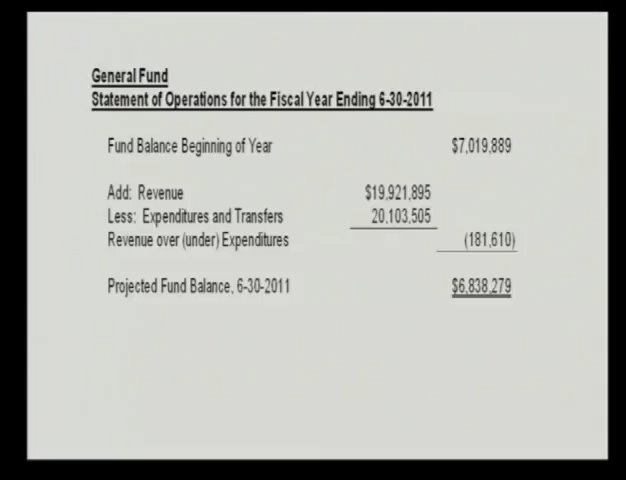 General Fund
Statement of Operations for the Fiscal Year Ending 6-30-2011
Fund Balance Beginning of Year $7,019,889
Add: Revenue $19,921,895
Less: Expenditures and Transfers 20,103,505
Revenue over (under) Expenditures (181,610)
Projected Fund Balance, 6-30-2011 $6,838,279